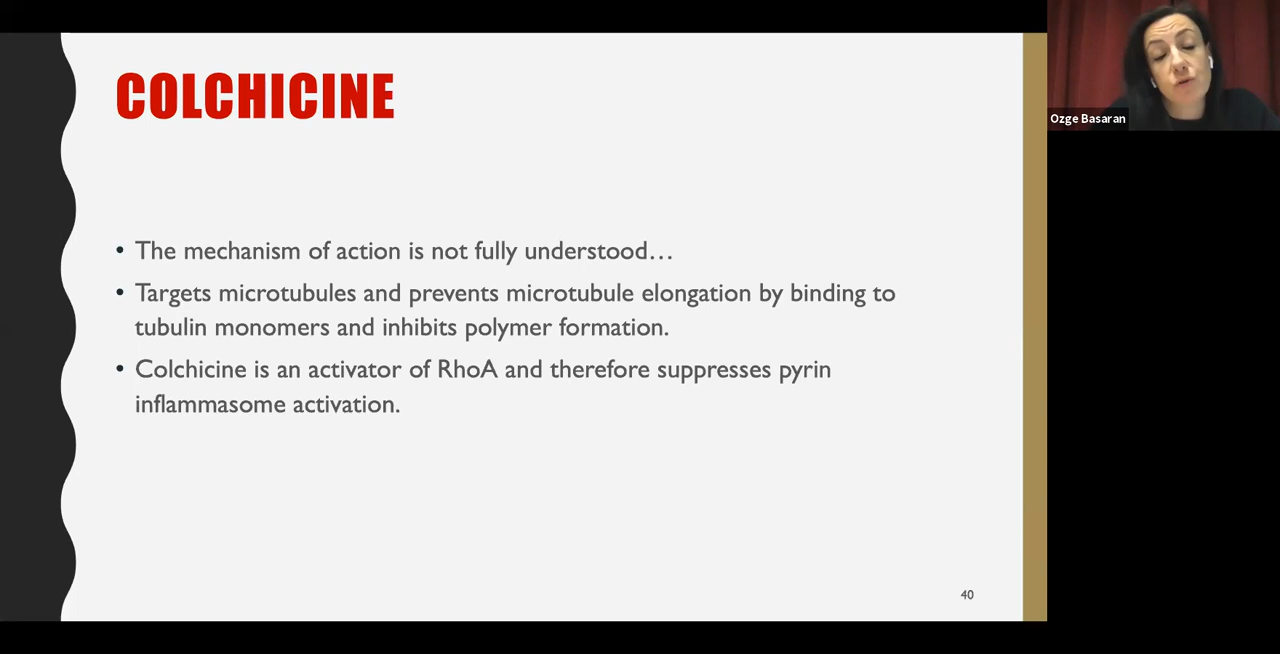 COLCHICINE
• The mechanism of action is not fully understood…
• Targets microtubules and prevents microtubule elongation by binding to
tubulin monomers and inhibits polymer formation.
• Colchicine is an activator of RhoA and therefore suppresses pyrin
inflammasome activation.
40
Ozge Basaran